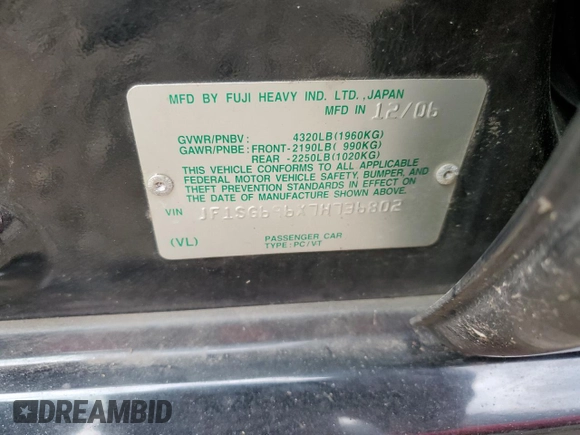 MFD BY FUJI HEAVY IND. LTD.,JAPAN
MFD IN 12/06
GVWR/PNBV: 4320LB(1960KG)
GAWR/PNBE:FRONT-2190LB( 990KG)
REAR -2250LB(1020KG)
THIS VEHICLE CONFORMS TO ALL APPLICABLE
FEDERAL MOTOR VEHICLE SAFETY, BUMPER, AND
THEFT PREVENTION STANDARDS IN EFFECT ON
THE DATE OF MANUFACTURE SHOWN ABOVE.
VIN
(VL) PASSENGER CAR
TYPE:PC/VT
DREAMBID